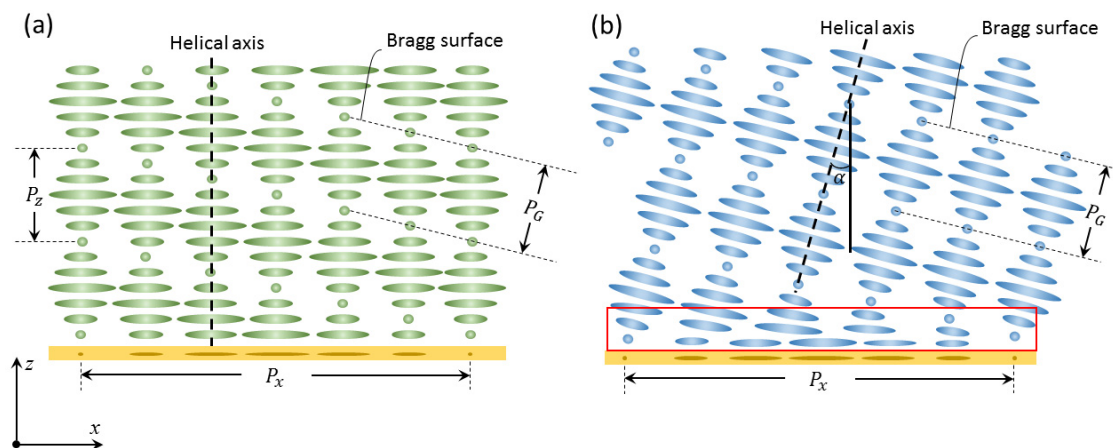 (a)
Helical axis
Bragg surface
P_z
P_G
P_x
z
x
(b)
Helical axis
Bragg surface
α
P_G
P_x